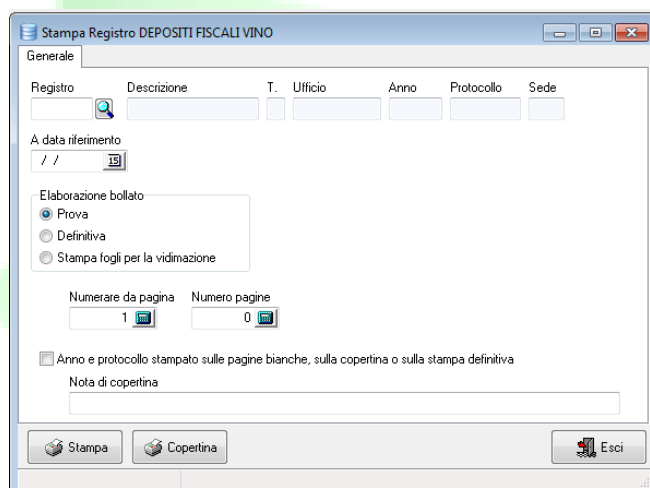 Stampa Registro DEPOSITI FISCALI VINO
Generale
Registro Descrizione T. Ufficio Anno Protocollo Sede
A data riferimento
/ / 15
Elaborazione bollato
Prova
Definitiva
Stampa fogli per la vidimazione
Numerare da pagina Numero pagine
1 0
Anno e protocollo stampato sulle pagine bianche, sulla copertina o sulla stampa definitiva
Nota di copertina
Stampa Copertina Esci